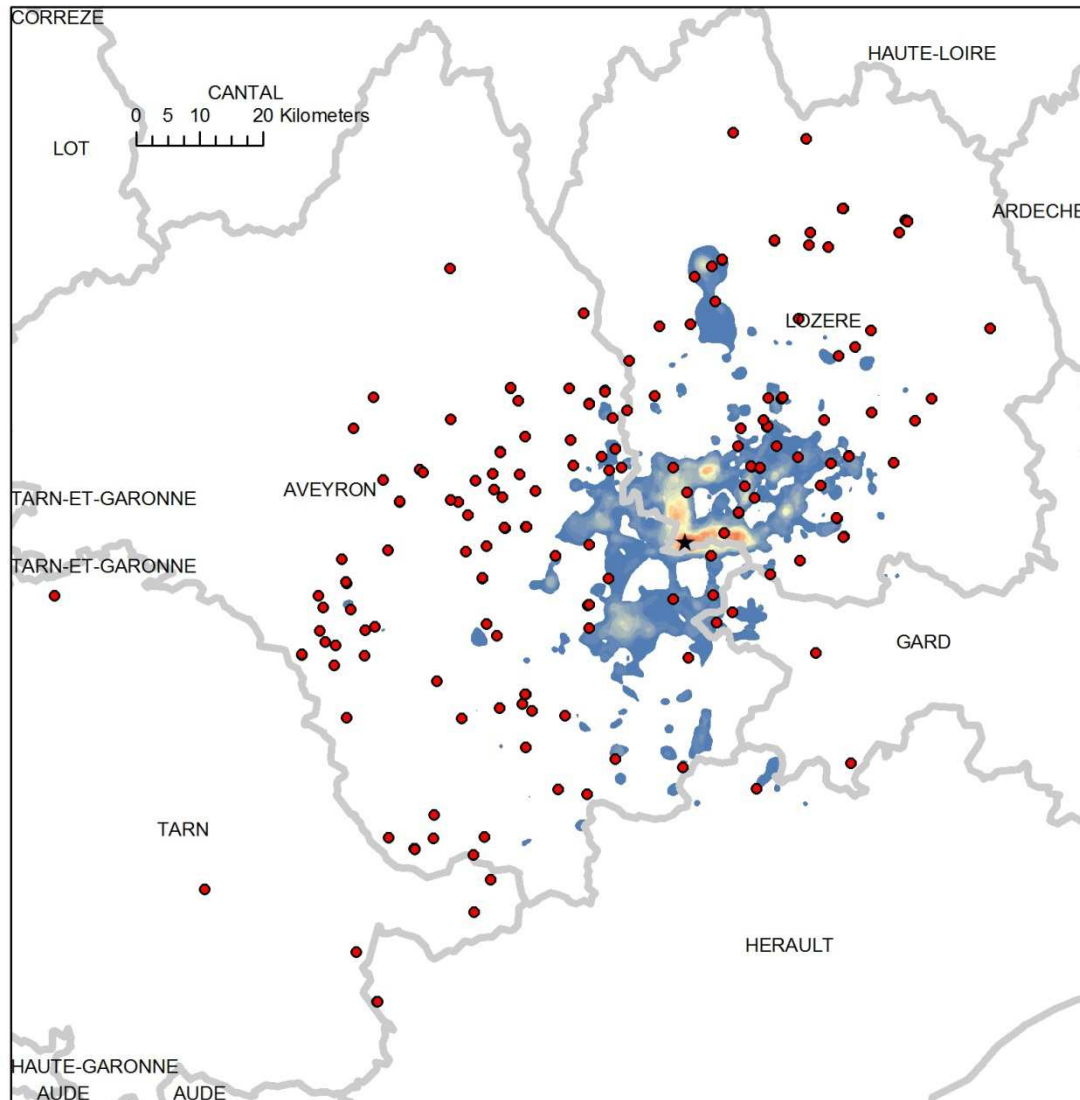 CORREZE
HAUTE-LOIRE
CANTAL
0 5 10 20 Kilometers
LOT
ARDECHE
LOZERE
AVEYRON
TARN-ET-GARONNE
TARN-ET-GARONNE
GARD
TARN
HERAULT
HAUTE-GARONNE
AUDE AUDE